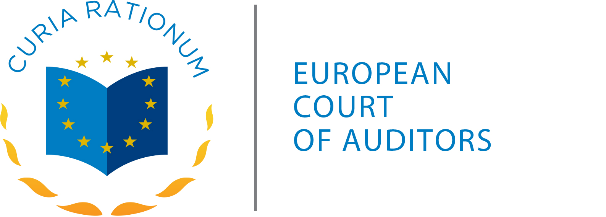 CURIA RATIONUM
EUROPEAN
COURT
OF AUDITORS